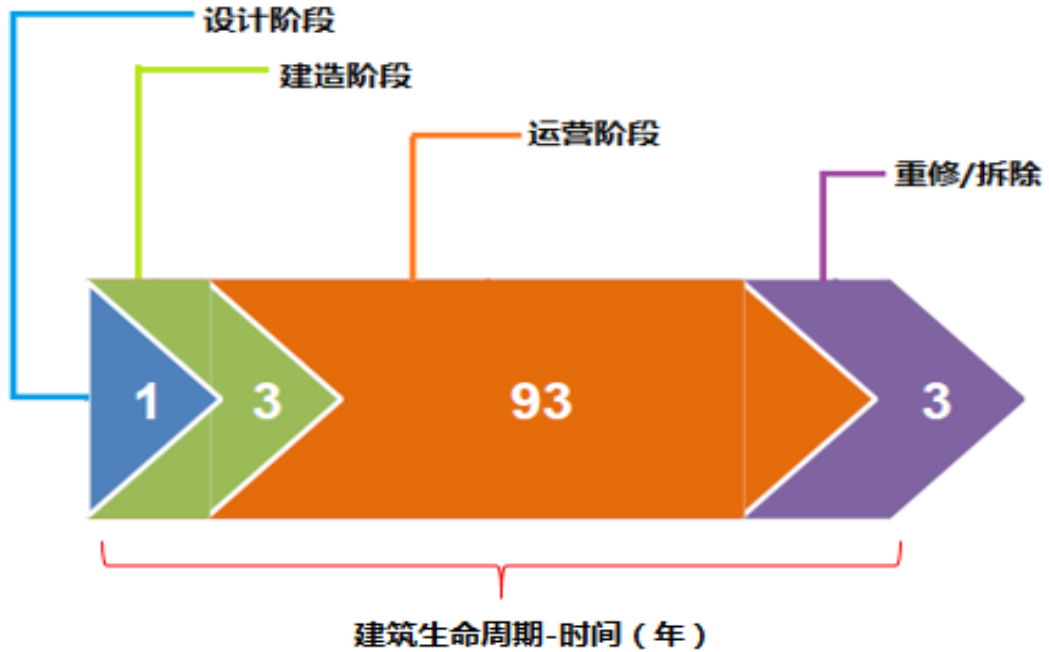 设计阶段
建造阶段
运营阶段
重修/拆除
1
3
93
3
建筑生命周期-时间（年）